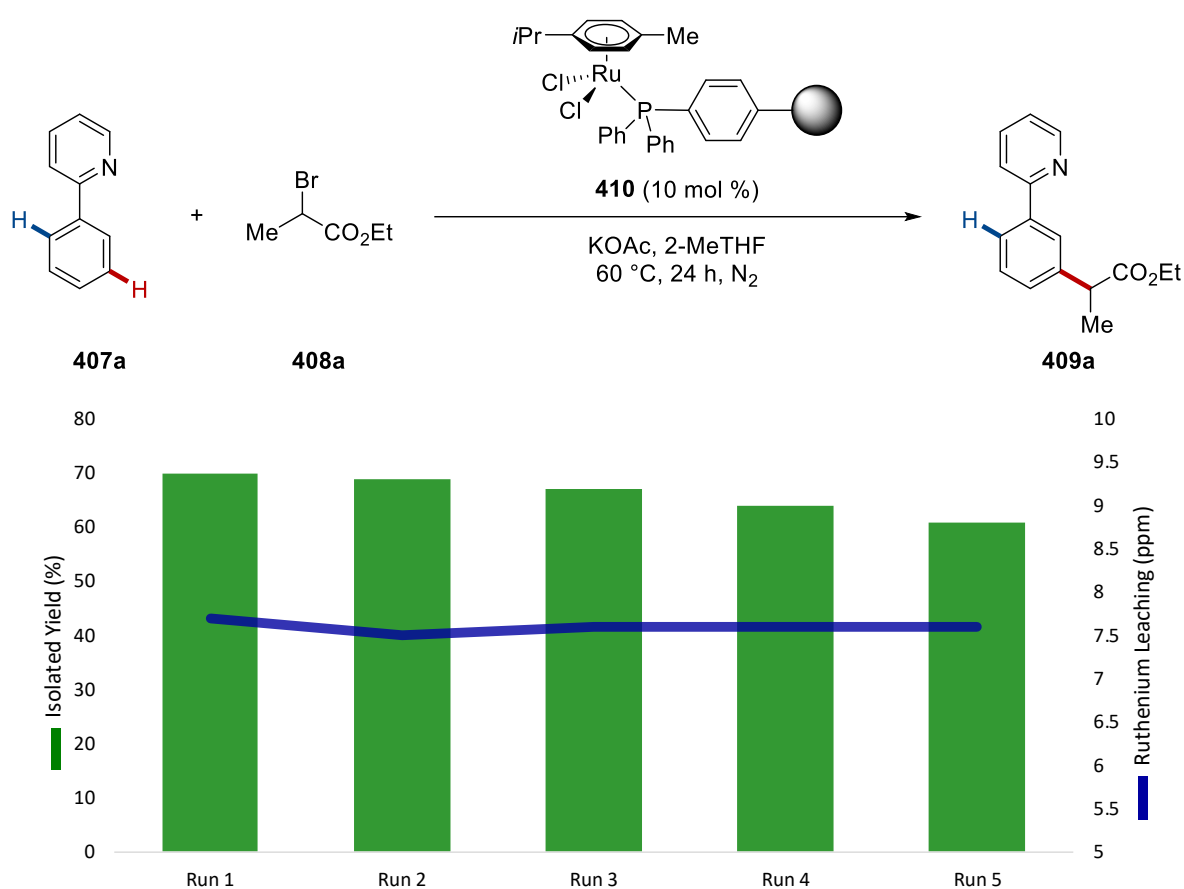 iPr
Me
Ru
Cl
Cl
P
Ph
Ph
N
H
H
407a
+
Br
Me
CO2Et
408a
410 (10 mol %)
KOAc, 2-MeTHF
60 °C, 24 h, N2
N
H
CO2Et
Me
409a
Isolated Yield (%)
80
70
60
50
40
30
20
10
0
Run 1
Run 2
Run 3
Run 4
Run 5
10
9.5
9
8.5
8
7.5
7
6.5
6
5.5
5
Ruthenium Leaching (ppm)